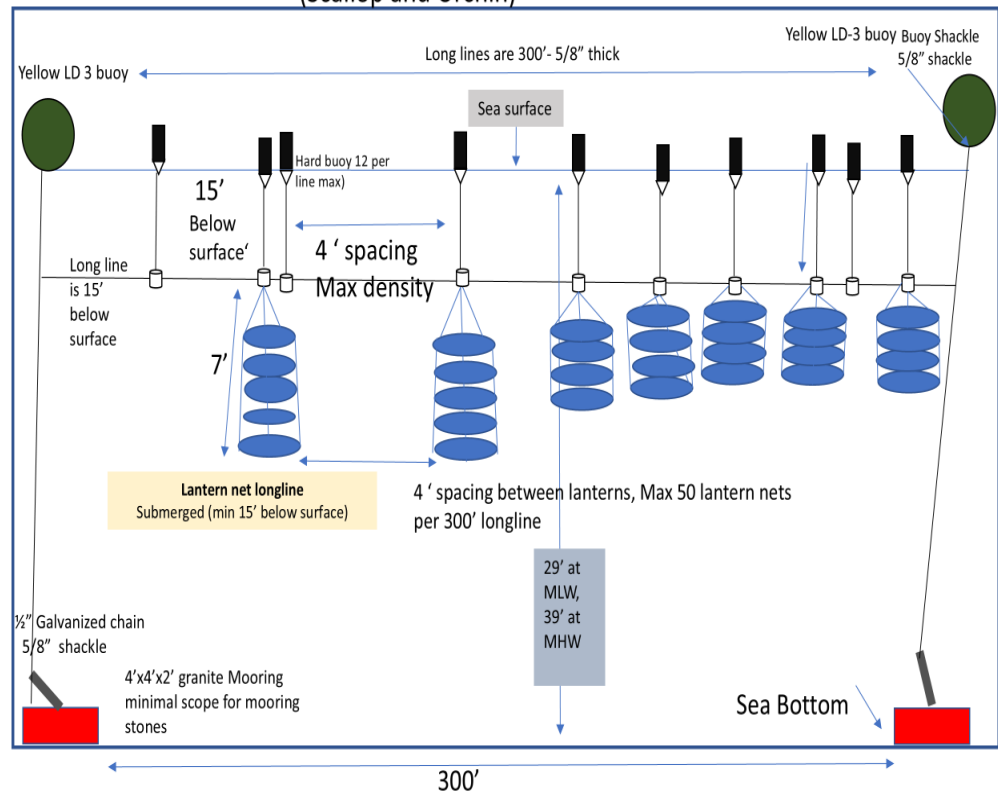 (Scallop and Urchin)
Long lines are 300’- 5/8” thick
Yellow LD-3 buoy
Buoy Shackle
5/8” shackle
Yellow LD 3 buoy
Sea surface
Hard buoy 12 per
line max)
15’
Below
surface‘
4 ‘ spacing
Max density
Long line
is 15’
below
surface
7’
Lantern net longline
Submerged (min 15’ below surface)
4 ‘ spacing between lanterns, Max 50 lantern nets
per 300’ longline
29’ at
MLW,
39’ at
MHW
½” Galvanized chain
5/8” shackle
4’x4’x2’ granite Mooring
minimal scope for mooring
stones
Sea Bottom
300’